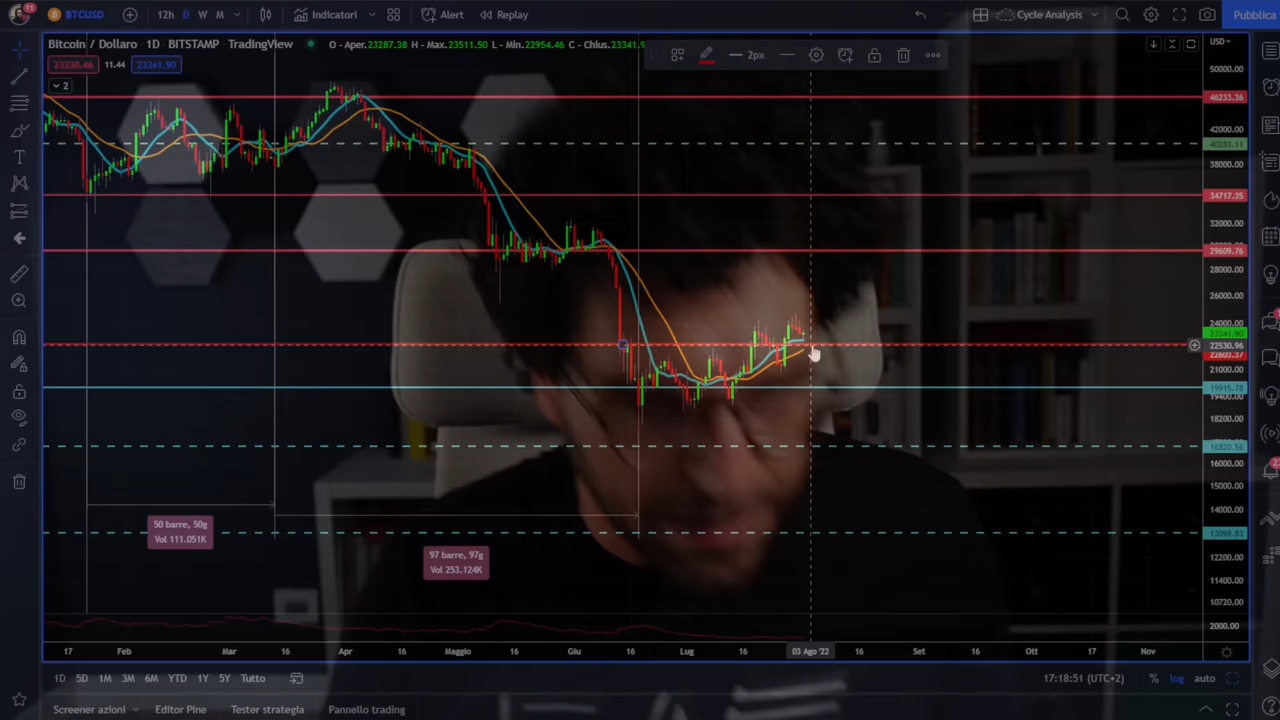 11
BTCUSD
12h D W M
Indicatori
Alert
Replay
Cycle Analysis
Pubblica
Bitcoin / Dollaro · 1D · BITSTAMP · TradingView
O - Aper.23287.38 H - Max.23511.50 L - Min.22954.46 C - Chius.23341.9
23330.46 11.44 23341.90
2
2px
USD
50000.00
46233.36
42000.00
40283.11
38000.00
34717.35
32000.00
29609.76
28000.00
26000.00
24000.00
23341.90
22530.96
22603.37
21000.00
19915.78
19400.00
18200.00
16820.56
16000.00
15000.00
14000.00
13098.83
12200.00
11400.00
10720.00
2000.00
50 barre, 50g
Vol 111.051K
97 barre, 97g
Vol 253.124K
17 Feb Mar 16 Apr 16 Maggio 16 Giu 16 Lug 16 03 Ago '22 16 Set 16 Ott 17 Nov
1D 5D 1M 3M 6M YTD 1Y 5Y Tutto
17:18:51 (UTC+2) % log auto
Screener azioni Editor Pine Tester strategia Pannello trading